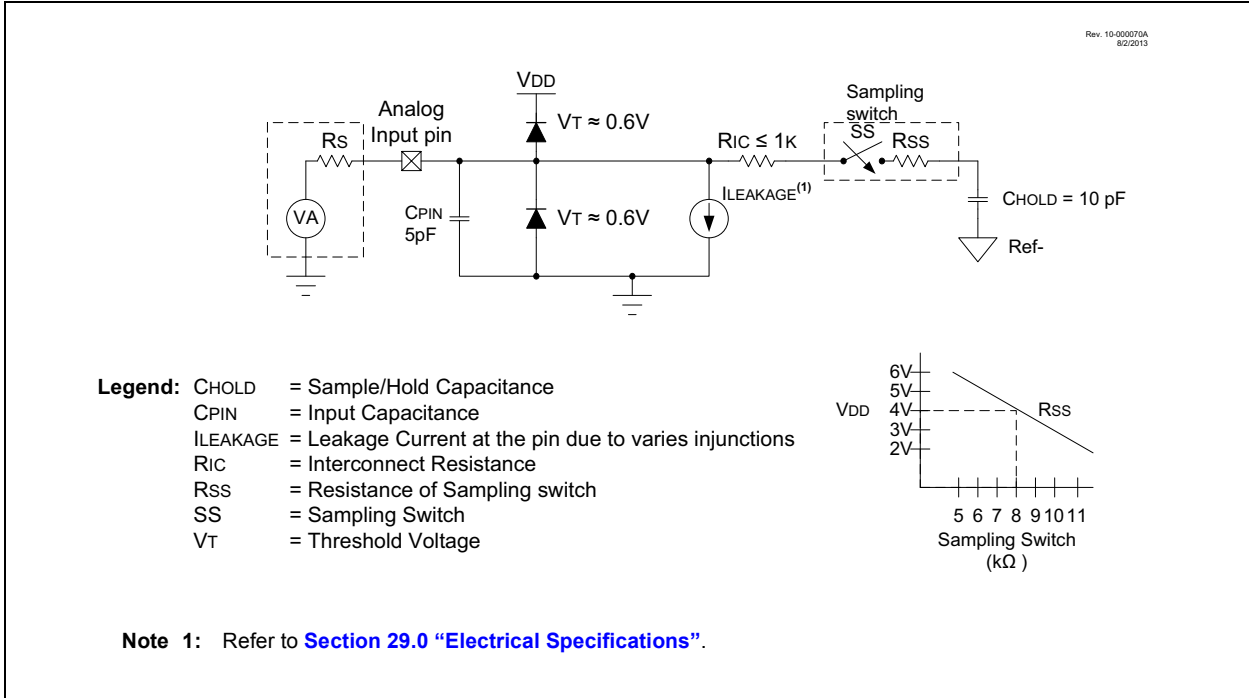 Rev. 10-000070A
8/2/2013
VDD
Analog
Input pin
VT ≈ 0.6V
Sampling
switch
RS
RIC ≤ 1K
SS
RSS
VA
CPIN
5pF
VT ≈ 0.6V
ILEAKAGE(1)
CHOLD = 10 pF
Ref-
Legend: CHOLD = Sample/Hold Capacitance
CPIN = Input Capacitance
ILEAKAGE = Leakage Current at the pin due to varies injunctions
RIC = Interconnect Resistance
RSS = Resistance of Sampling switch
SS = Sampling Switch
VT = Threshold Voltage
6V
5V
VDD 4V RSS
3V
2V
5 6 7 8 9 10 11
Sampling Switch
(kΩ )
Note 1: Refer to Section 29.0 “Electrical Specifications”.